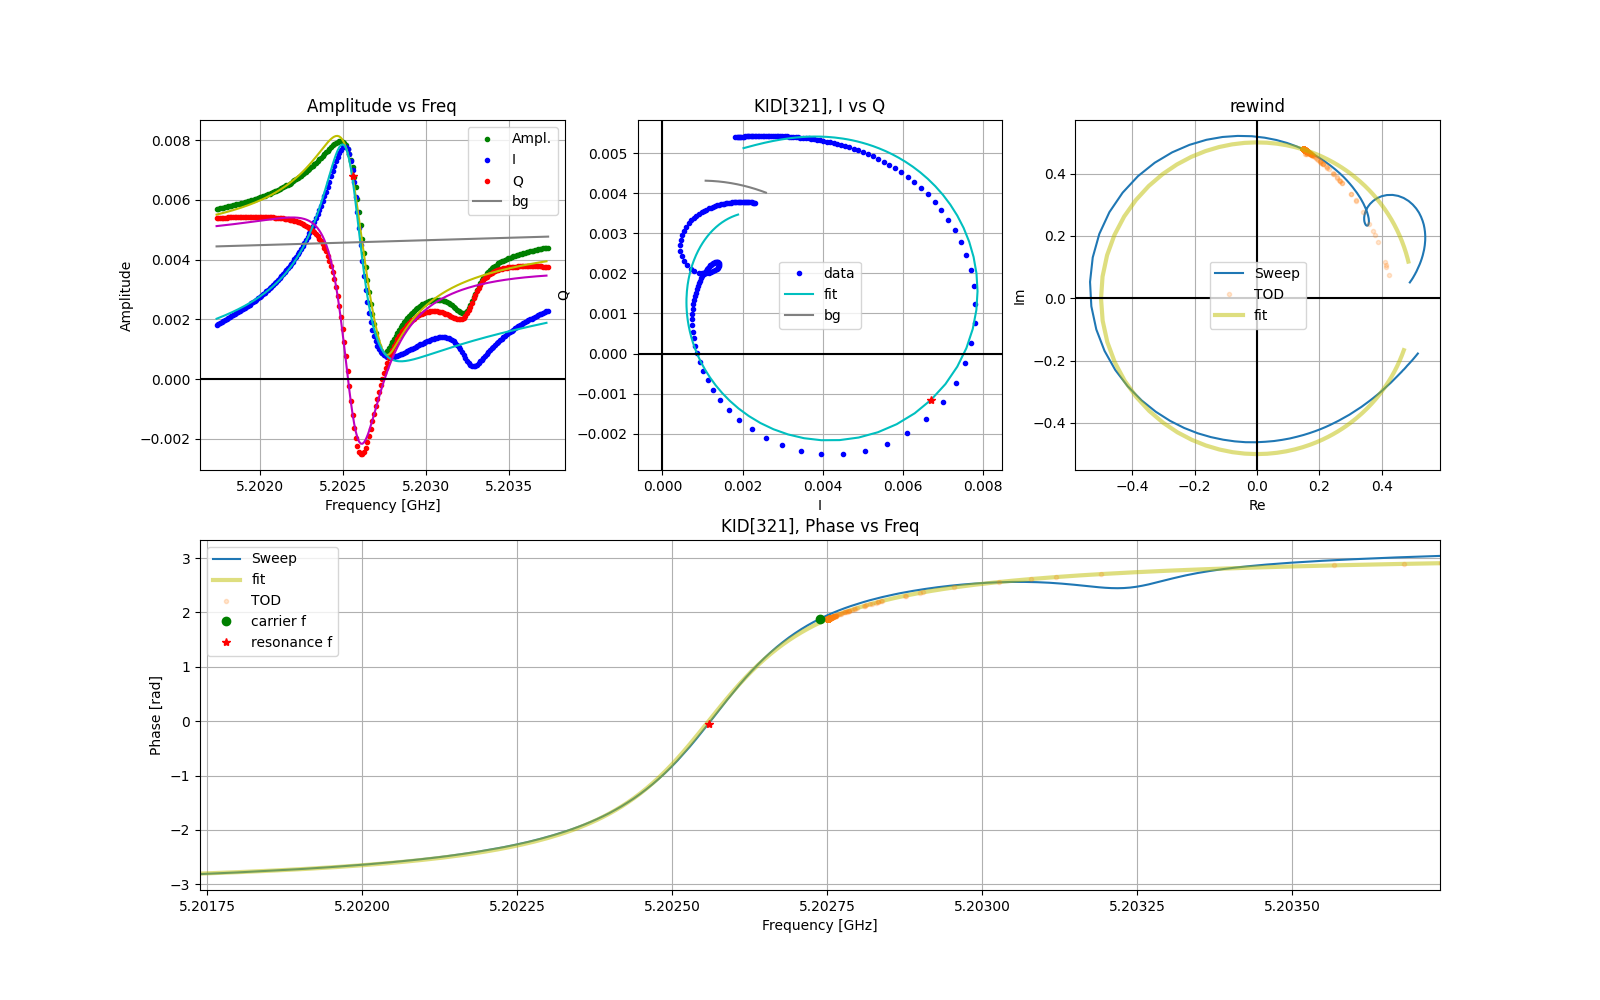 Amplitude vs Freq
0.008
0.006
0.004
0.002
0.000
−0.002
Amplitude
Ampl.
I
Q
bg
5.2020
5.2025
5.2030
5.2035
Frequency [GHz]
KID[321], I vs Q
0.005
0.004
0.003
0.002
0.001
0.000
−0.001
−0.002
Q
data
fit
bg
0.000
0.002
0.004
0.006
0.008
I
rewind
0.4
0.2
0.0
−0.2
−0.4
Im
Sweep
TOD
fit
−0.4
−0.2
0.0
0.2
0.4
Re
KID[321], Phase vs Freq
3
2
1
0
−1
−2
−3
Phase [rad]
Sweep
fit
TOD
carrier f
resonance f
5.20175
5.20200
5.20225
5.20250
5.20275
5.20300
5.20325
5.20350
Frequency [GHz]